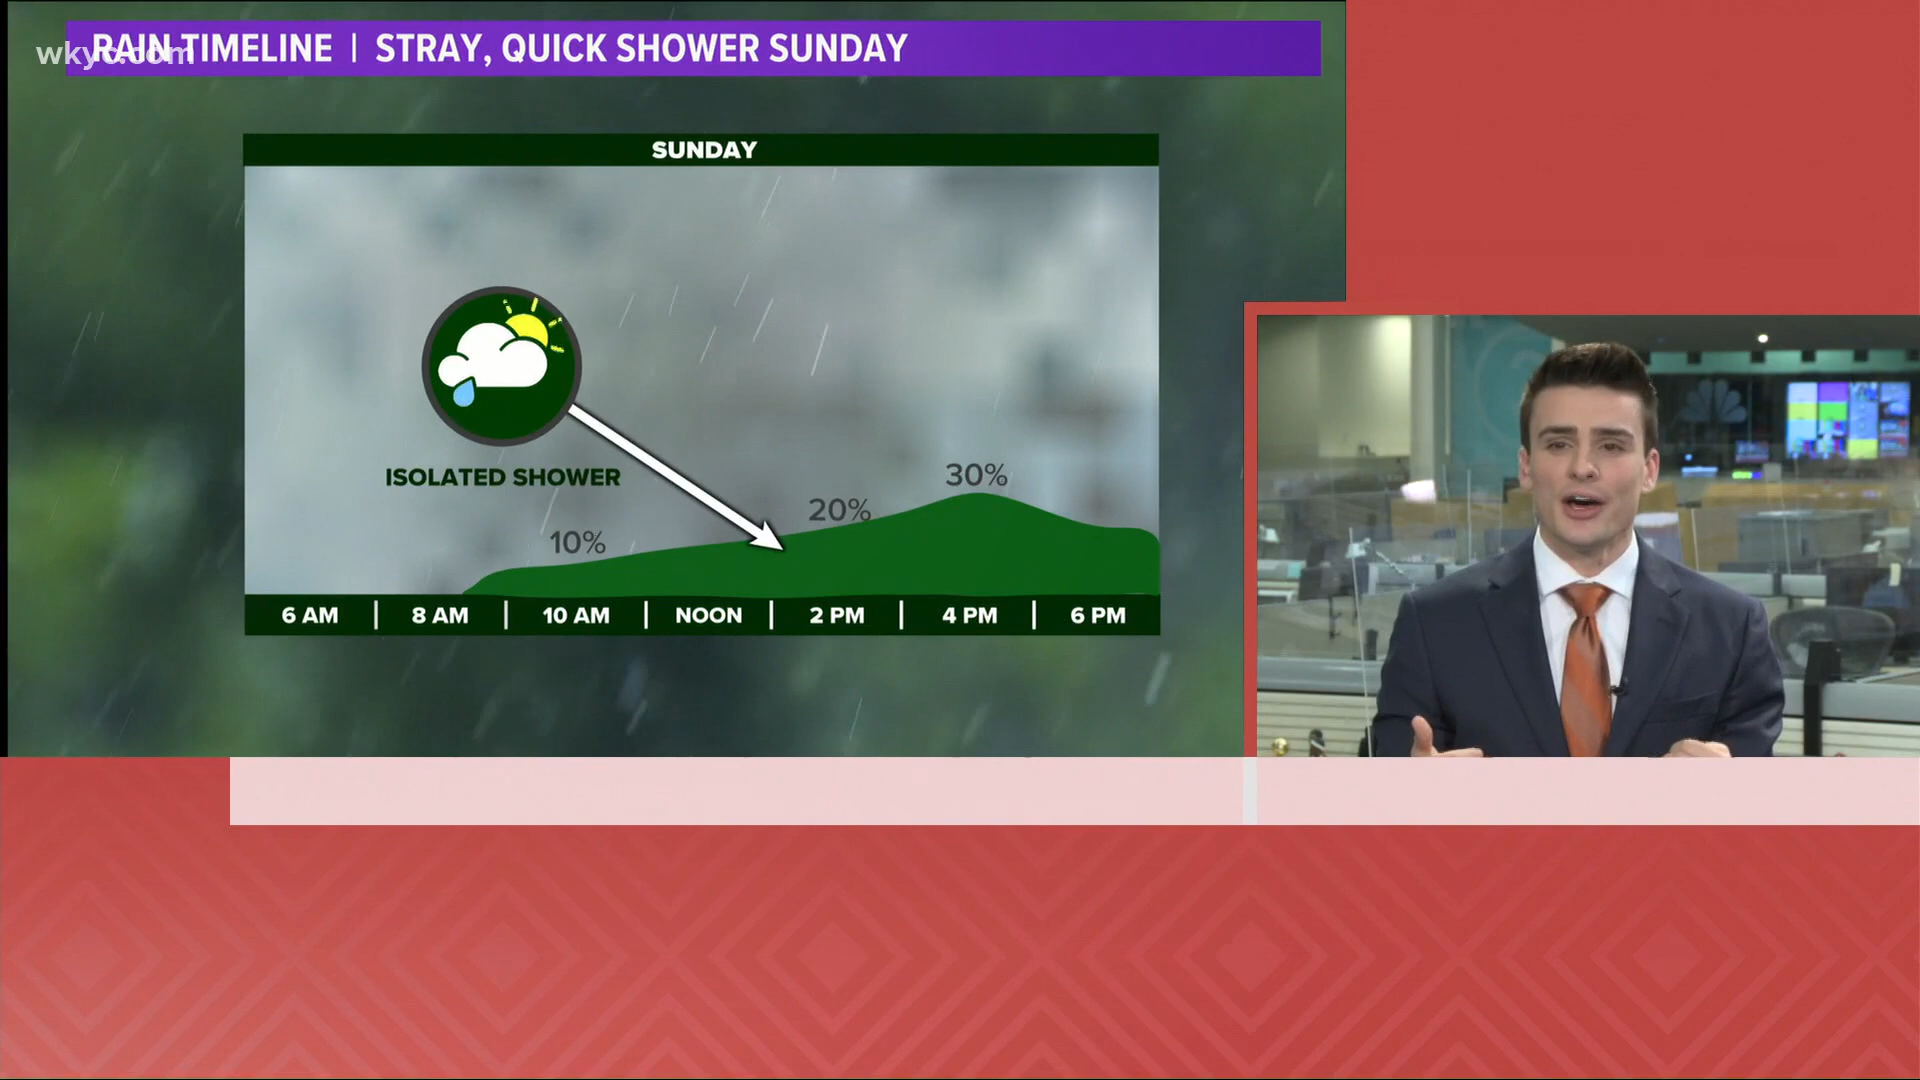 wkyc.com
RAIN TIMELINE | STRAY, QUICK SHOWER SUNDAY
SUNDAY
ISOLATED SHOWER
10%
20%
30%
6 AM | 8 AM | 10 AM | NOON | 2 PM | 4 PM | 6 PM